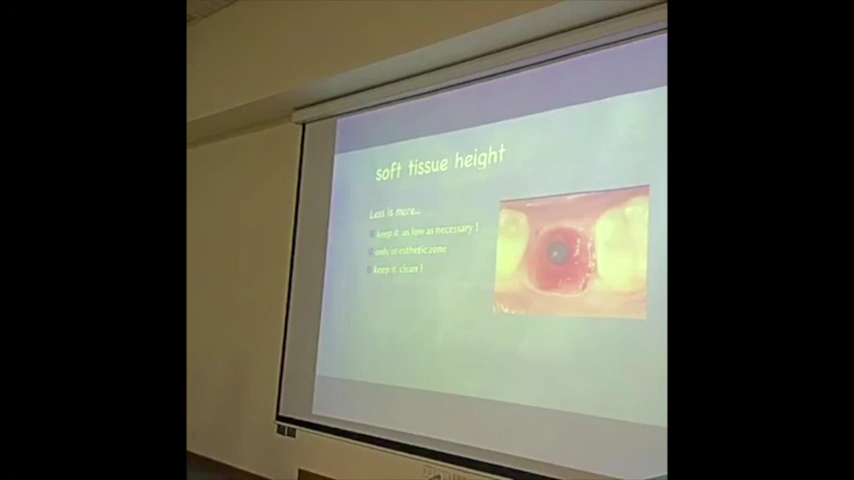 soft tissue height
Less is more...
keep it as low as necessary !
only in esthetic zone
keep it clean !